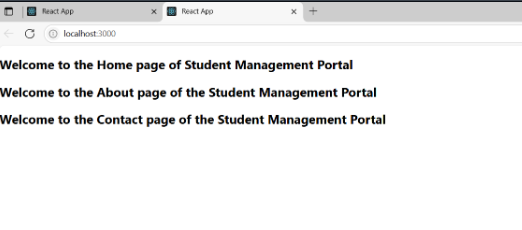 React App
React App
localhost:3000
Welcome to the Home page of Student Management Portal
Welcome to the About page of the Student Management Portal
Welcome to the Contact page of the Student Management Portal